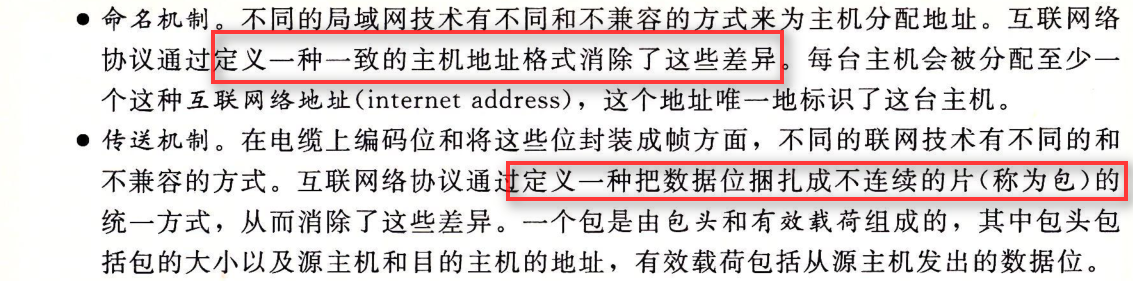 ● 命名机制。不同的局域网技术有不同和不兼容的方式来为主机分配地址。互联网络
协议通过定义一种一致的主机地址格式消除了这些差异。每台主机会被分配至少一
个这种互联网络地址(internet address)，这个地址唯一地标识了这台主机。
● 传送机制。在电缆上编码位和将这些位封装成帧方面，不同的联网技术有不同的和
不兼容的方式。互联网络协议通过定义一种把数据位捆扎成不连续的片(称为包)的
统一方式，从而消除了这些差异。一个包是由包头和有效载荷组成的，其中包头包
括包的大小以及源主机和目的主机的地址，有效载荷包括从源主机发出的数据位。